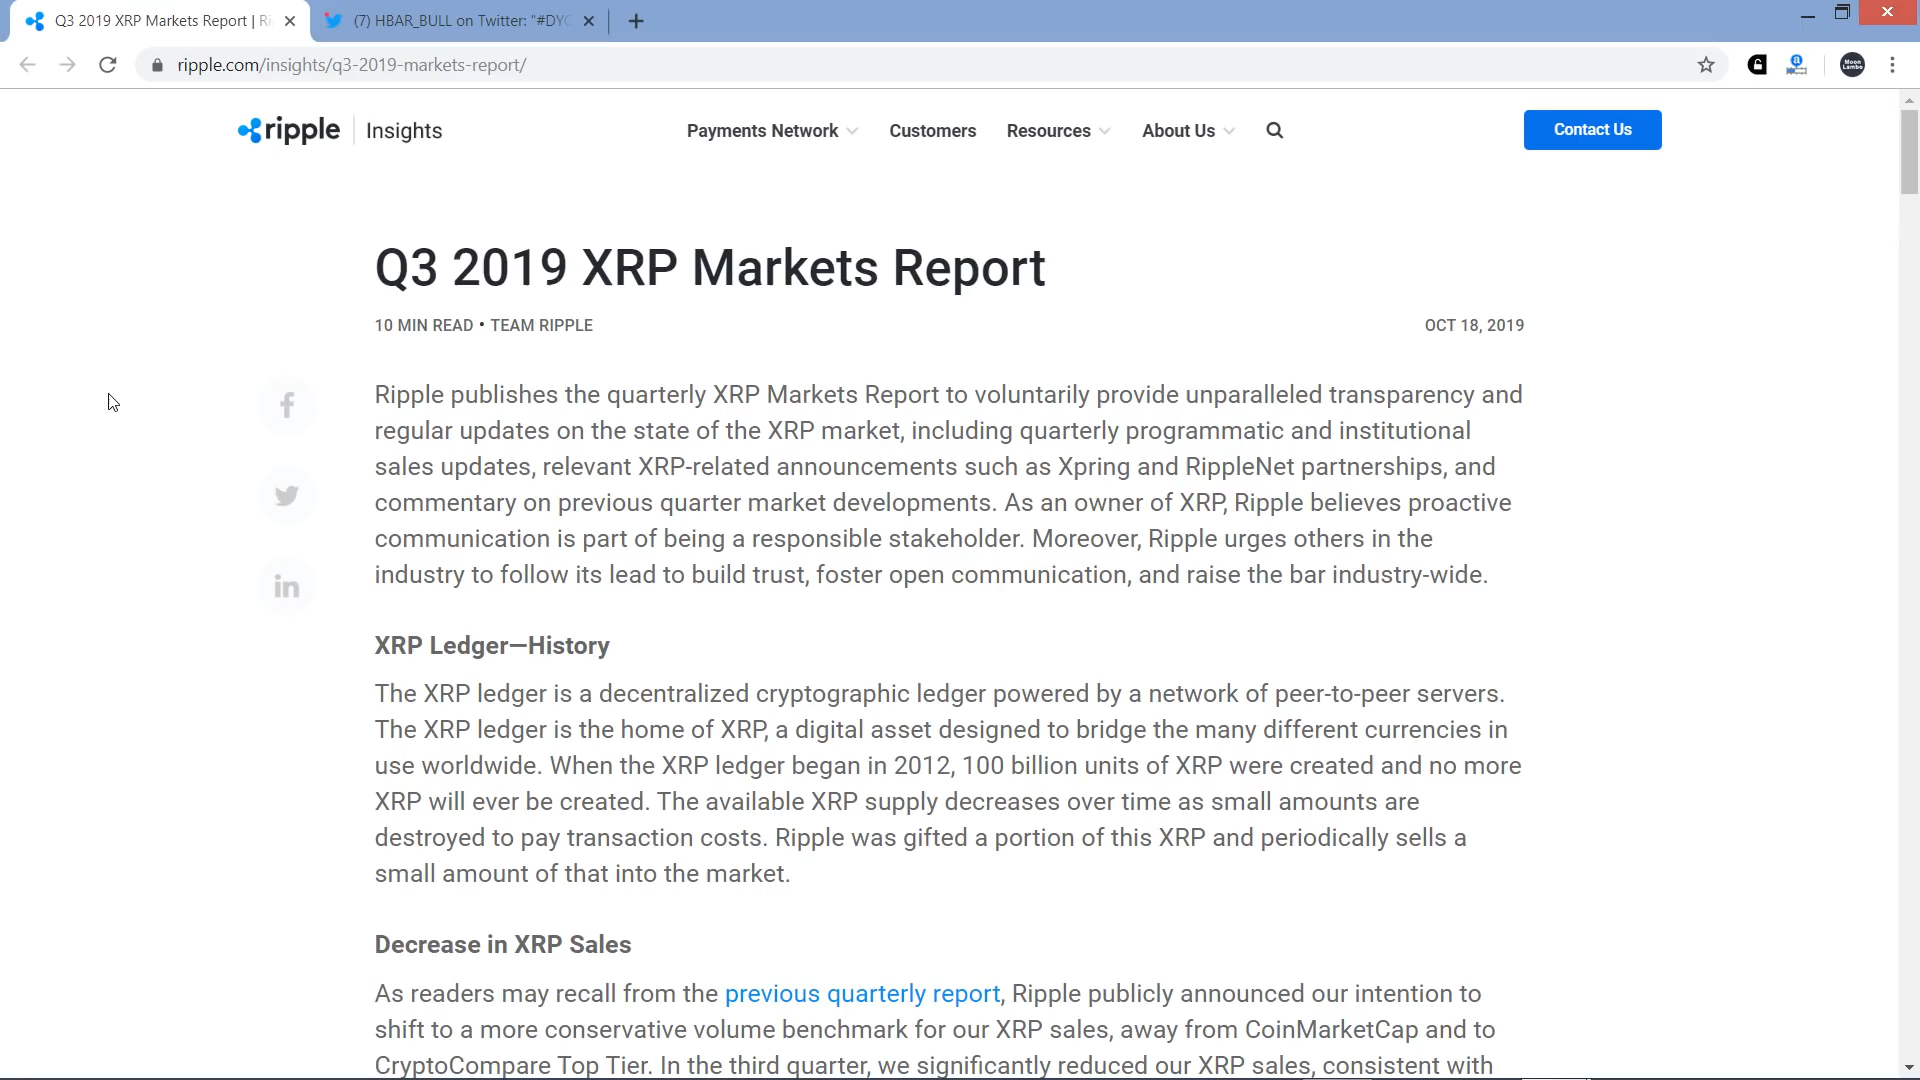 Q3 2019 XRP Markets Report | Ri
(7) HBAR_BULL on Twitter: "#DYO
ripple.com/insights/q3-2019-markets-report/
Moon Lambo
ripple Insights
Payments Network Customers Resources About Us
Contact Us
Q3 2019 XRP Markets Report
10 MIN READ • TEAM RIPPLE OCT 18, 2019
Ripple publishes the quarterly XRP Markets Report to voluntarily provide unparalleled transparency and
regular updates on the state of the XRP market, including quarterly programmatic and institutional
sales updates, relevant XRP-related announcements such as Xpring and RippleNet partnerships, and
commentary on previous quarter market developments. As an owner of XRP, Ripple believes proactive
communication is part of being a responsible stakeholder. Moreover, Ripple urges others in the
industry to follow its lead to build trust, foster open communication, and raise the bar industry-wide.
XRP Ledger—History
The XRP ledger is a decentralized cryptographic ledger powered by a network of peer-to-peer servers.
The XRP ledger is the home of XRP, a digital asset designed to bridge the many different currencies in
use worldwide. When the XRP ledger began in 2012, 100 billion units of XRP were created and no more
XRP will ever be created. The available XRP supply decreases over time as small amounts are
destroyed to pay transaction costs. Ripple was gifted a portion of this XRP and periodically sells a
small amount of that into the market.
Decrease in XRP Sales
As readers may recall from the previous quarterly report, Ripple publicly announced our intention to
shift to a more conservative volume benchmark for our XRP sales, away from CoinMarketCap and to
CryptoCompare Top Tier. In the third quarter, we significantly reduced our XRP sales, consistent with